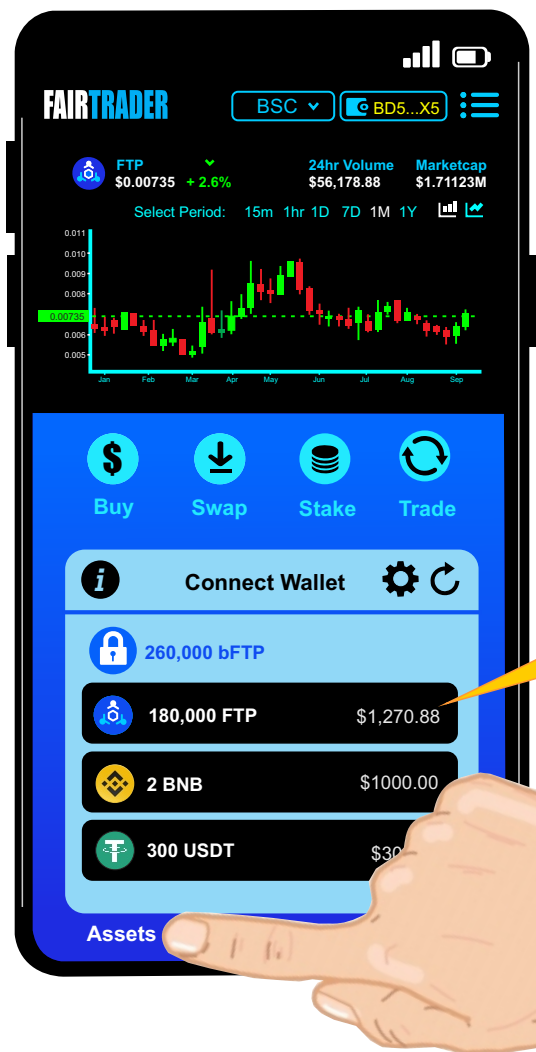 FAIRTRADER
BSC
BD5...X5
FTP 24hr Volume Marketcap
$0.00735 + 2.6% $56,178.88 $1.71123M
Select Period: 15m 1hr 1D 7D 1M 1Y
0.011
0.010
0.009
0.008
0.00735
0.006
0.005
Jan Feb Mar Apr May Jun Jul Aug Sep
Buy Swap Stake Trade
i Connect Wallet
260,000 bFTP
180,000 FTP $1,270.88
2 BNB $1000.00
300 USDT $30
Assets